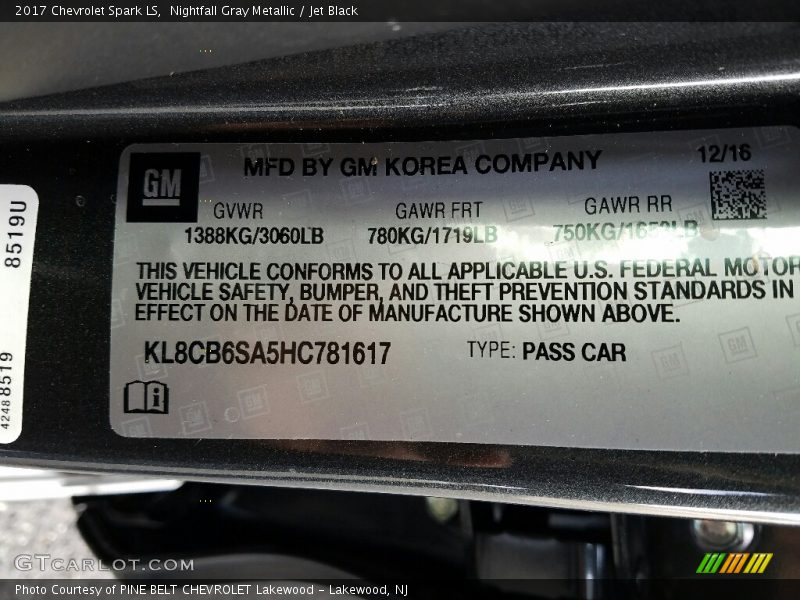 2017 Chevrolet Spark LS,  Nightfall Gray Metallic / Jet Black
8519U
42488519
GM
MFD BY GM KOREA COMPANY
12/16
GVWR GAWR FRT GAWR RR
1388KG/3060LB 780KG/1719LB
THIS VEHICLE CONFORMS TO ALL APPLICABLE U.S. FEDERAL MOTOR
VEHICLE SAFETY, BUMPER, AND THEFT PREVENTION STANDARDS IN
EFFECT ON THE DATE OF MANUFACTURE SHOWN ABOVE.
KL8CB6SA5HC781617 TYPE: PASS CAR
GTCARLOT.COM
Photo Courtesy of PINE BELT CHEVROLET Lakewood - Lakewood, NJ